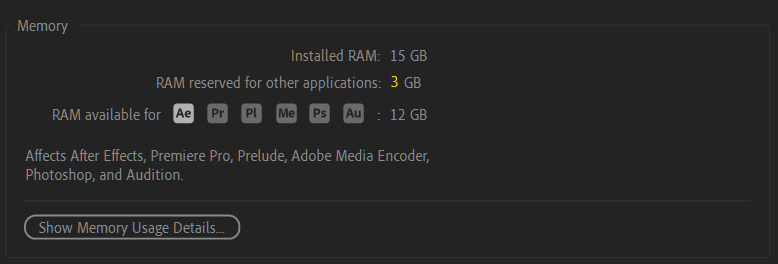 Memory
Installed RAM: 15 GB
RAM reserved for other applications: 3 GB
RAM available for Ae Pr Pl Me Ps Au : 12 GB
Affects After Effects, Premiere Pro, Prelude, Adobe Media Encoder,
Photoshop, and Audition.
Show Memory Usage Details...